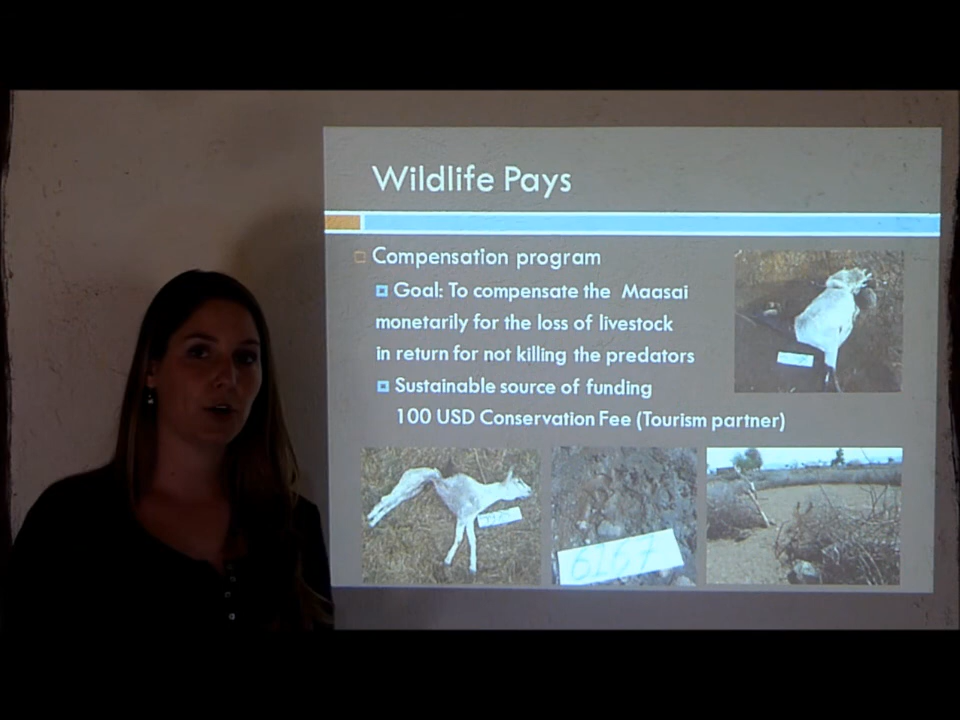 Wildlife Pays
Compensation program
Goal: To compensate the Maasai
monetarily for the loss of livestock
in return for not killing the predators
Sustainable source of funding
100 USD Conservation Fee (Tourism partner)
6167